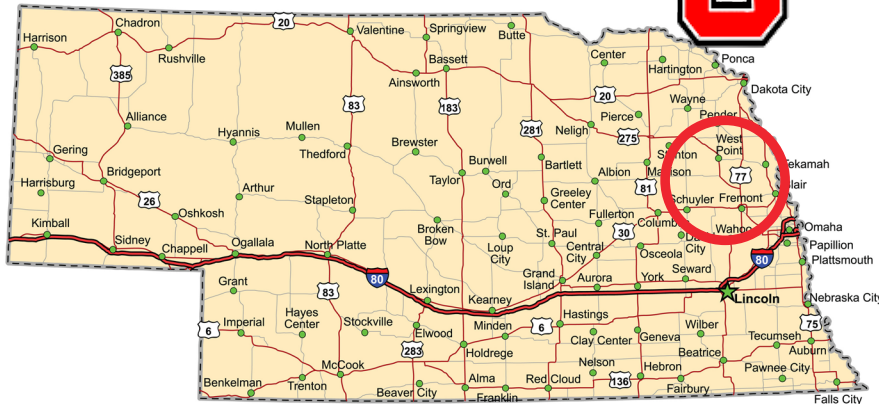 20
Chadron
Harrison
Rushville
Valentine
Springview
Butte
Bassett
Ainsworth
Center
Hartington
Ponca
Dakota City
385
83
183
20
Wayne
Pender
Pierce
Alliance
Hyannis
Mullen
Thedford
Brewster
281
Neligh
275
Stanton
West
Point
Tekamah
Gering
Bridgeport
Harrisburg
Arthur
Taylor
Burwell
Bartlett
Ord
Albion
Madison
77
Blair
81
26
Oshkosh
Stapleton
Greeley
Center
Schuyler
Fremont
Kimball
Broken
Bow
Fullerton
30
Wahoo
Omaha
Sidney
Chappell
Ogallala
North Platte
Loup
City
St. Paul
Central
City
Osceola
Papillion
Plattsmouth
80
80
Grant
83
Lexington
Kearney
Grand
Island
Aurora
York
Seward
Lincoln
Nebraska City
6
Imperial
Hayes
Center
Stockville
Elwood
Minden
6
Hastings
Clay Center
Geneva
Wilber
75
283
Holdrege
Tecumseh
Auburn
McCook
Nelson
Beatrice
Benkelman
Trenton
Beaver City
Alma
Franklin
Red Cloud
136
Hebron
Fairbury
Pawnee City
Falls City